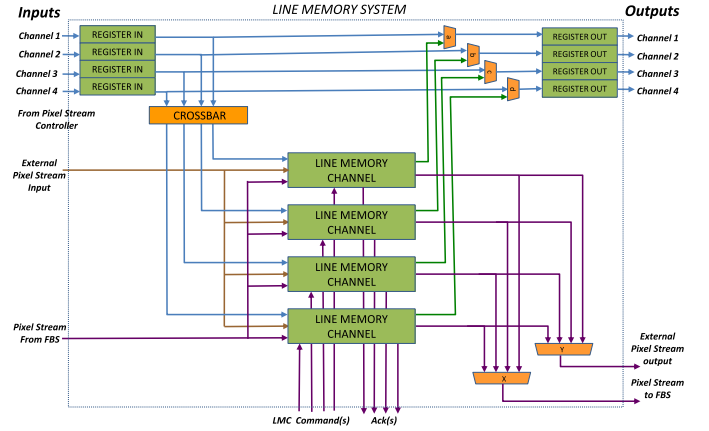 Inputs
LINE MEMORY SYSTEM
Outputs
Channel 1
REGISTER IN
a
REGISTER OUT
Channel 1
Channel 2
REGISTER IN
b
REGISTER OUT
Channel 2
Channel 3
REGISTER IN
c
REGISTER OUT
Channel 3
Channel 4
REGISTER IN
d
REGISTER OUT
Channel 4
From Pixel Stream
Controller
CROSSBAR
External
Pixel Stream
Input
LINE MEMORY
CHANNEL
LINE MEMORY
CHANNEL
LINE MEMORY
CHANNEL
Pixel Stream
From FBS
LINE MEMORY
CHANNEL
Y
X
External
Pixel Stream
output
Pixel Stream
to FBS
LMC Command(s)
Ack(s)